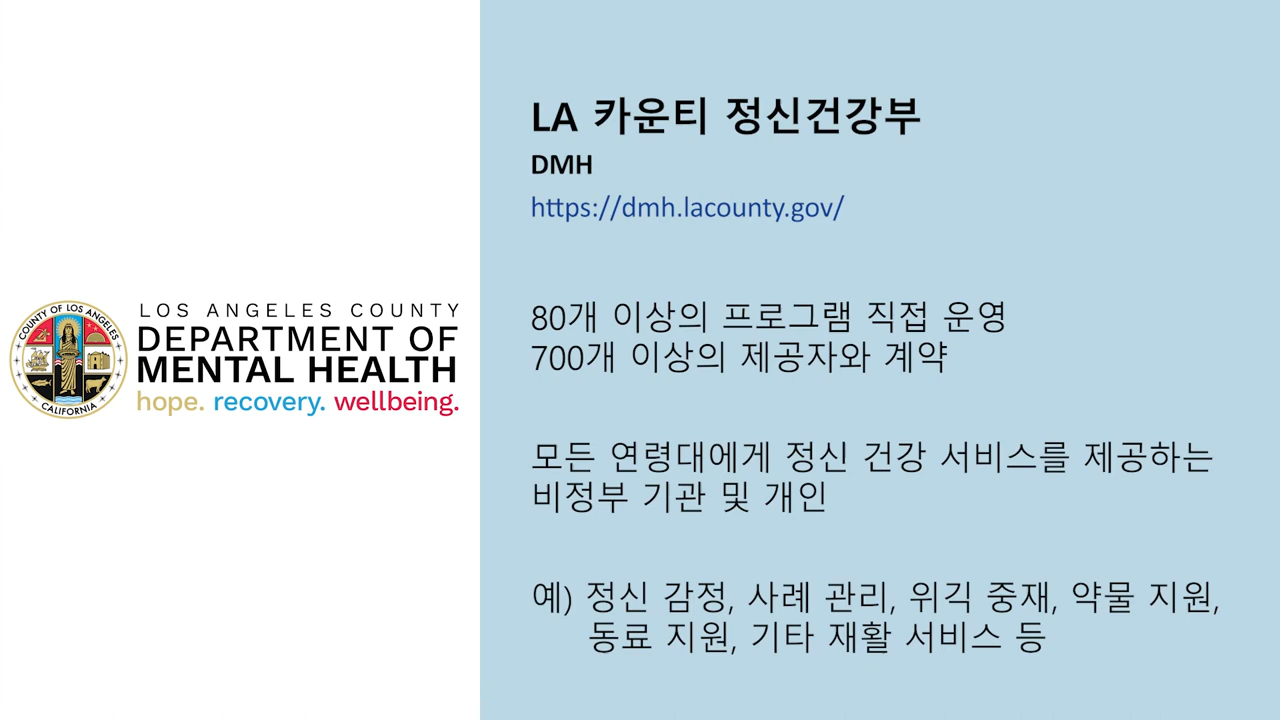 COUNTY OF LOS ANGELES
CALIFORNIA
LOS ANGELES COUNTY
DEPARTMENT OF
MENTAL HEALTH
hope. recovery. wellbeing.
LA 카운티 정신건강부
DMH
https://dmh.lacounty.gov/
80개 이상의 프로그램 직접 운영
700개 이상의 제공자와 계약
모든 연령대에게 정신 건강 서비스를 제공하는
비정부 기관 및 개인
예) 정신 감정, 사례 관리, 위긱 중재, 약물 지원,
동료 지원, 기타 재활 서비스 등